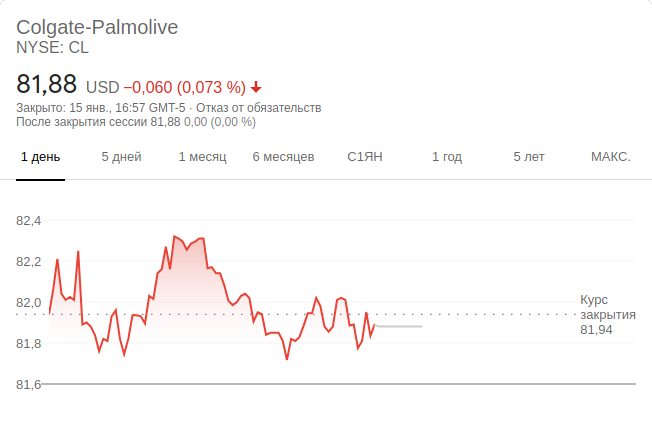 Colgate-Palmolive
NYSE: CL
81,88 USD −0,060 (0,073 %)
Закрыто: 15 янв., 16:57 GMT-5 · Отказ от обязательств
После закрытия сессии 81,88 0,00 (0,00 %)
1 день 5 дней 1 месяц 6 месяцев С1ЯН 1 год 5 лет МАКС.
82,4
82,2
82,0
81,8
81,6
Курс
закрытия
81,94